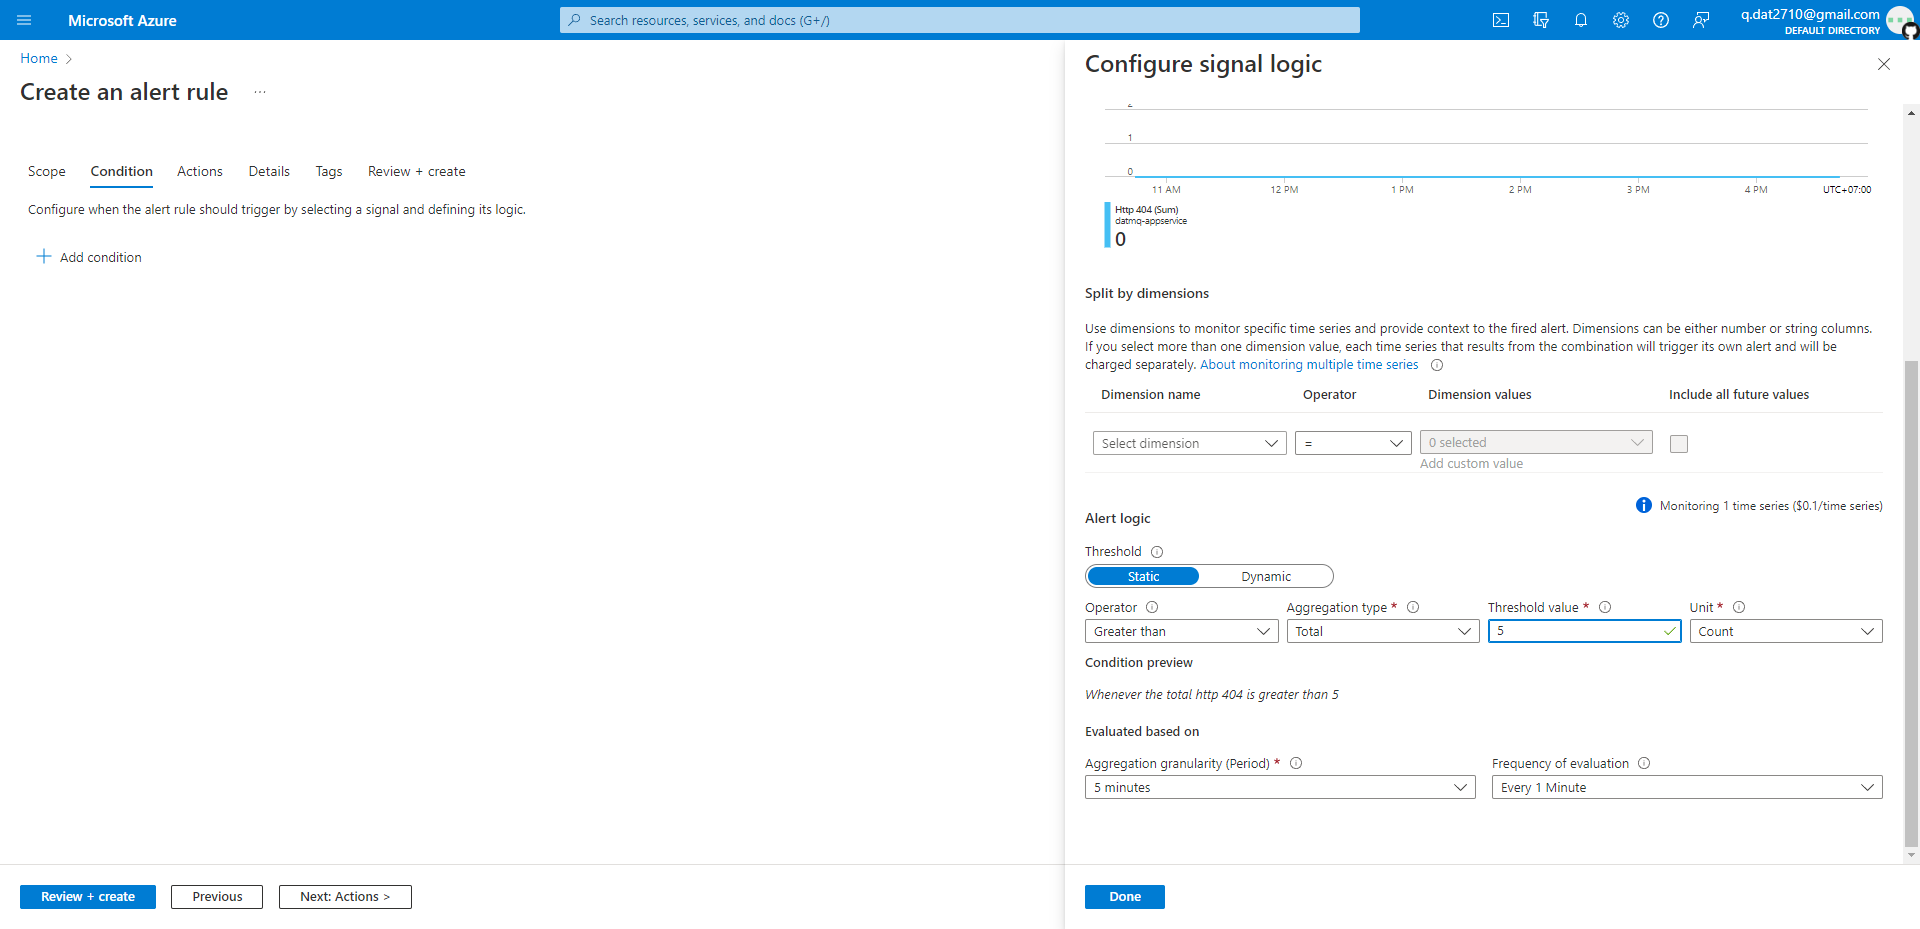 Microsoft Azure
Search resources, services, and docs (G+/)
q.dat2710@gmail.com
DEFAULT DIRECTORY
Home
Create an alert rule
...
Scope
Condition
Actions
Details
Tags
Review + create
Configure when the alert rule should trigger by selecting a signal and defining its logic.
Add condition
Review + create
Previous
Next: Actions >
Configure signal logic
1
0
11 AM
12 PM
1 PM
2 PM
3 PM
4 PM
UTC+07:00
Http 404 (Sum)
datmq-appservice
0
Split by dimensions
Use dimensions to monitor specific time series and provide context to the fired alert. Dimensions can be either number or string columns.
If you select more than one dimension value, each time series that results from the combination will trigger its own alert and will be
charged separately. About monitoring multiple time series
Dimension name
Operator
Dimension values
Include all future values
Select dimension
=
0 selected
Add custom value
Monitoring 1 time series ($0.1/time series)
Alert logic
Threshold
Static
Dynamic
Operator
Aggregation type *
Threshold value *
Unit *
Greater than
Total
5
Count
Condition preview
Whenever the total http 404 is greater than 5
Evaluated based on
Aggregation granularity (Period) *
Frequency of evaluation
5 minutes
Every 1 Minute
Done